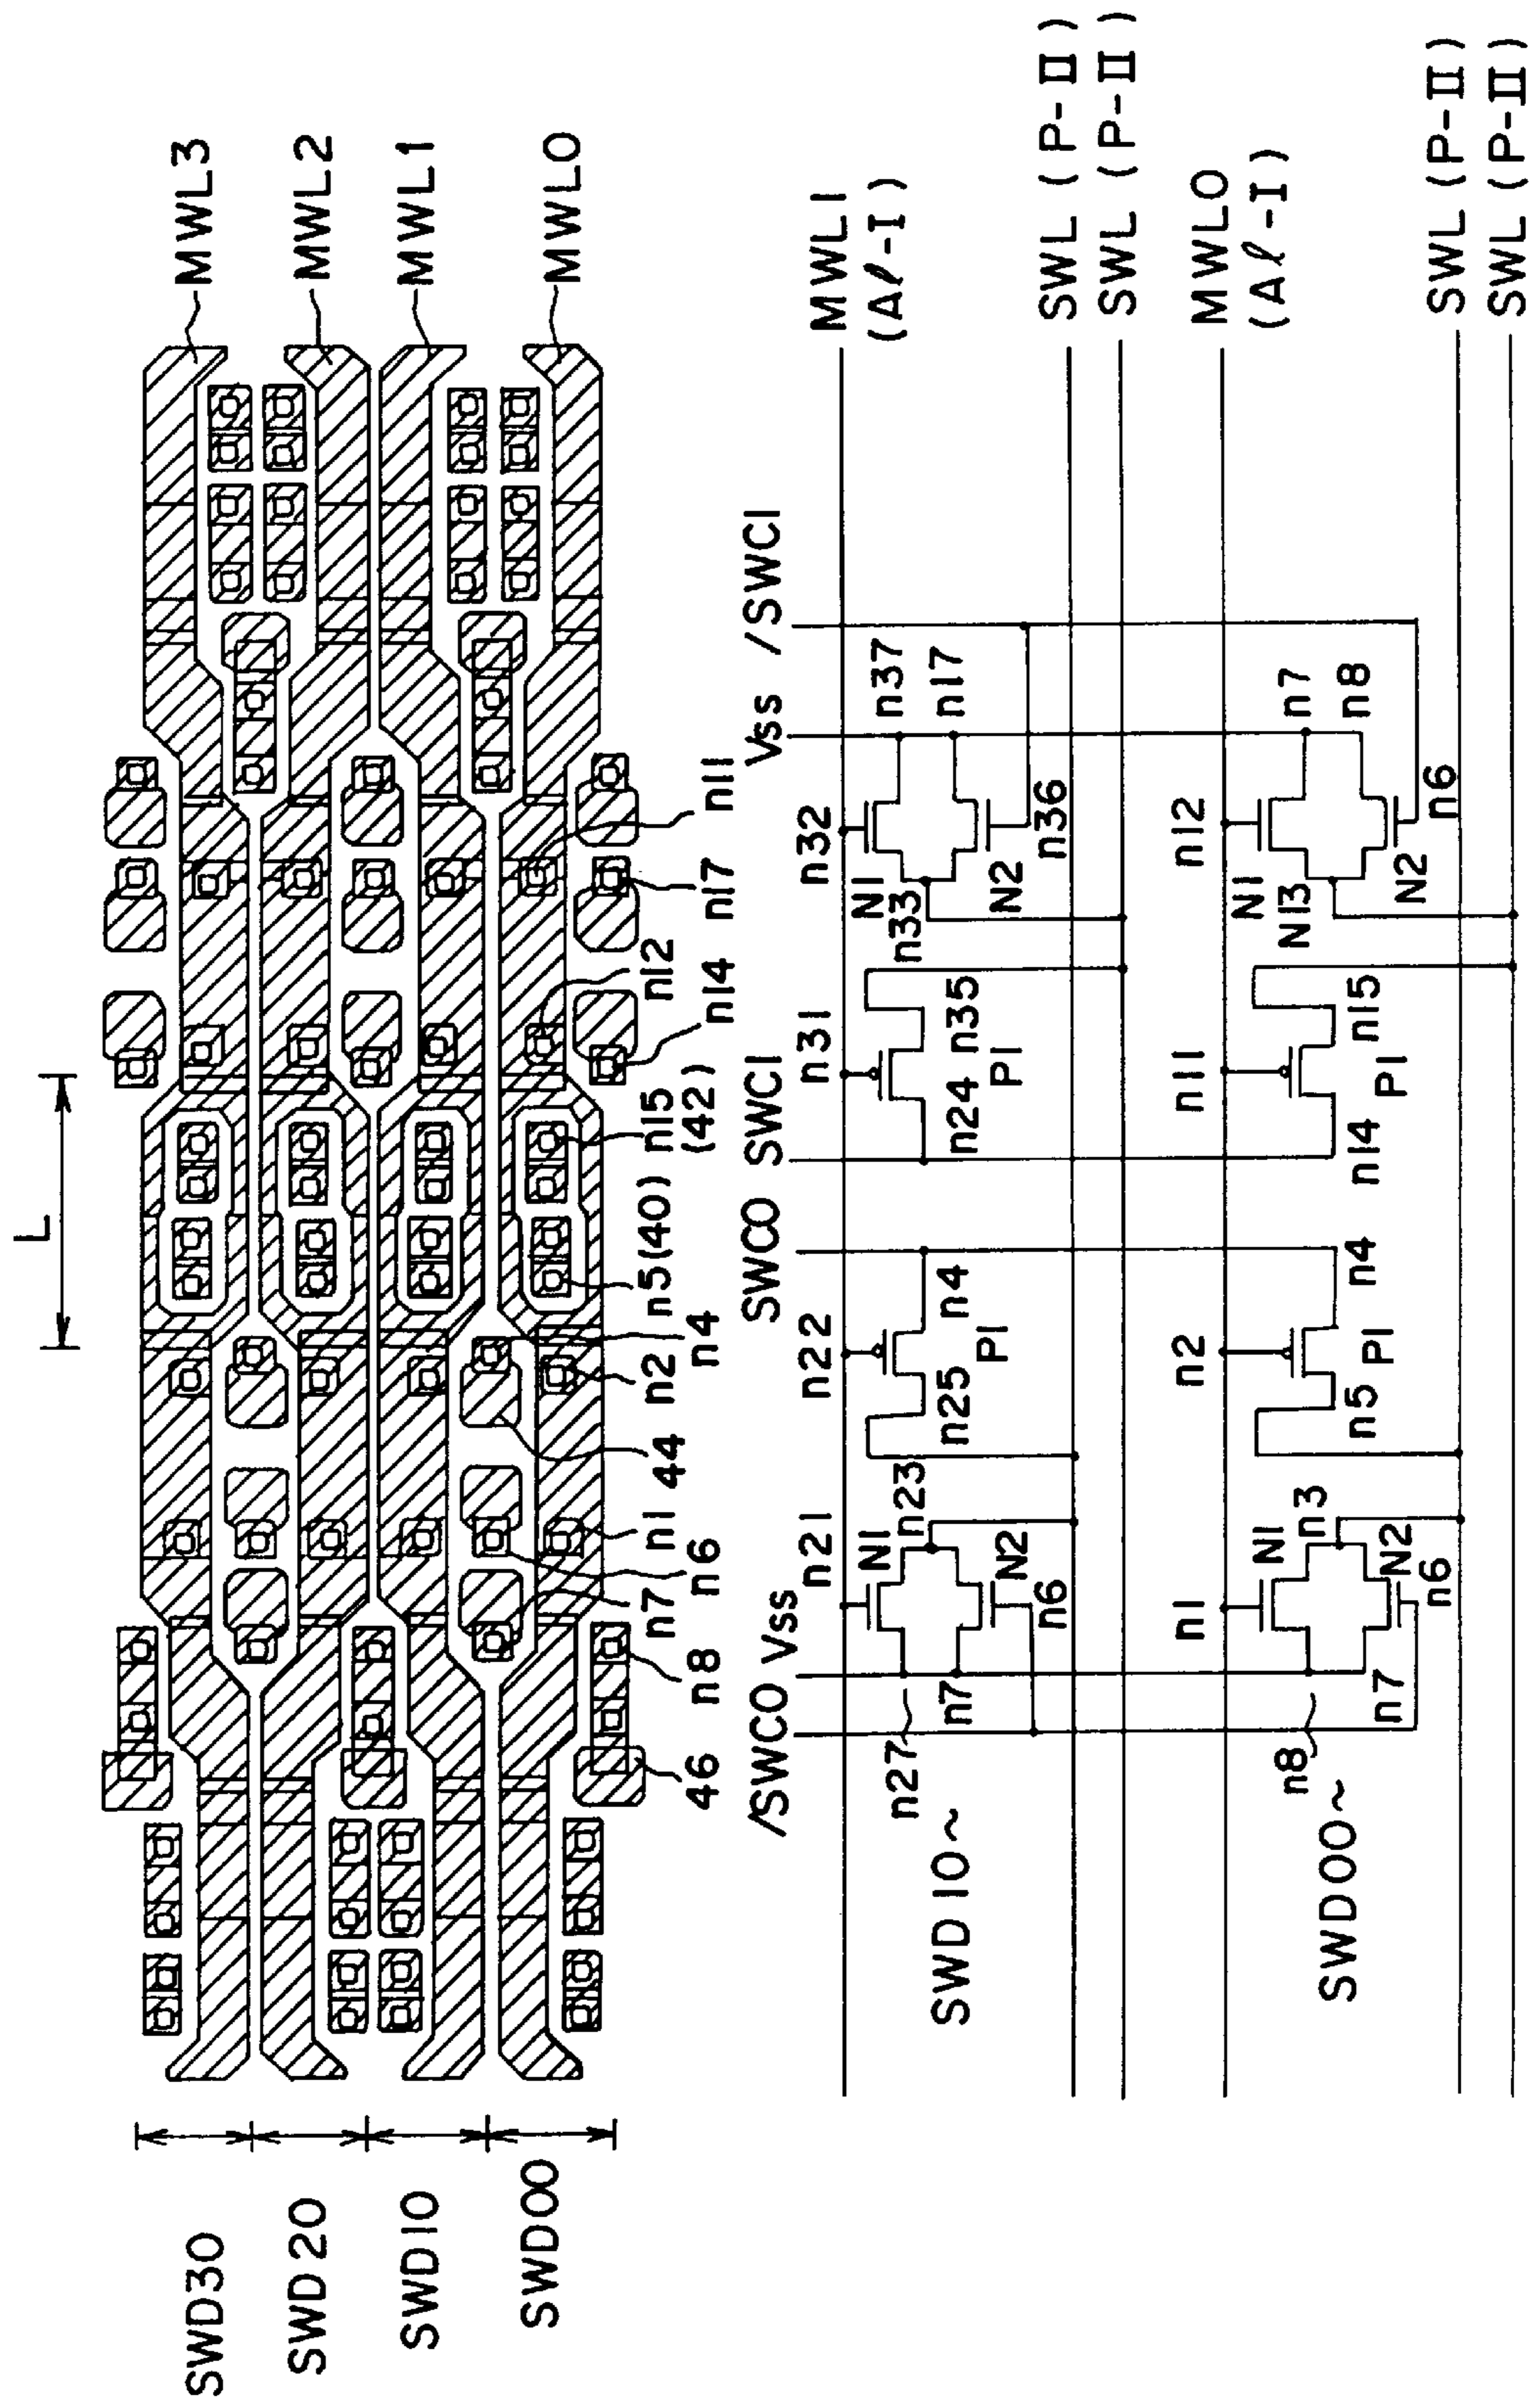 L
MWL3
MWL2
MWL1
MWL0
SWD30
SWD20
SWD10
SWD00
46
n8
n7
n6
n1
44
n2
n4
n5(40)
n15
(42)
n14
n12
n17
n11
/SWC0
Vss
SWC0
SWC1
Vss
/SWC1
MWL1
(Aℓ-I)
n21
n22
n31
n32
N1
n23
n25
n4
P1
n24
n35
P1
N1
n33
n37
n17
n27
n7
N2
n6
N2
n36
SWD10~
SWL (P-II)
SWL (P-II)
MWL0
(Aℓ-I)
n1
n2
n11
n12
N1
n3
n5
n4
P1
n14
n15
P1
N1
N13
n7
n8
n8
n7
N2
n6
N2
n6
SWD00~
SWL (P-II)
SWL (P-II)